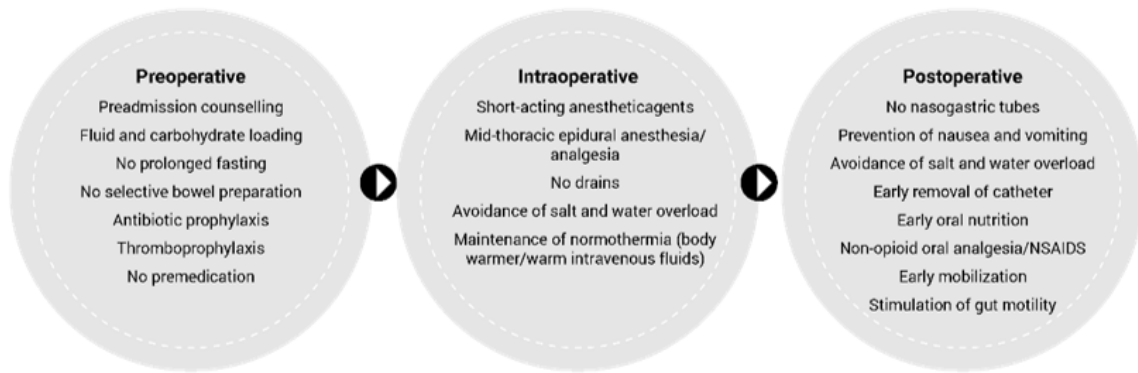 Preoperative
Preadmission counselling
Fluid and carbohydrate loading
No prolonged fasting
No selective bowel preparation
Antibiotic prophylaxis
Thromboprophylaxis
No premedication
Intraoperative
Short-acting anestheticagents
Mid-thoracic epidural anesthesia/
analgesia
No drains
Avoidance of salt and water overload
Maintenance of normothermia (body
warmer/warm intravenous fluids)
Postoperative
No nasogastric tubes
Prevention of nausea and vomiting
Avoidance of salt and water overload
Early removal of catheter
Early oral nutrition
Non-opioid oral analgesia/NSAIDS
Early mobilization
Stimulation of gut motility